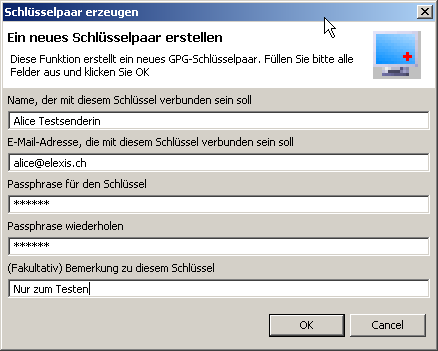 Schlüsselpaar erzeugen
Ein neues Schlüsselpaar erstellen
Diese Funktion erstellt ein neues GPG-Schlüsselpaar. Füllen Sie bitte alle
Felder aus und klicken Sie OK
Name, der mit diesem Schlüssel verbunden sein soll
Alice Testsenderin
E-Mail-Adresse, die mit diesem Schlüssel verbunden sein soll
alice@elexis.ch
Passphrase für den Schlüssel
******
Passphrase wiederholen
******
(Fakultativ) Bemerkung zu diesem Schlüssel
Nur zum Testen
OK Cancel